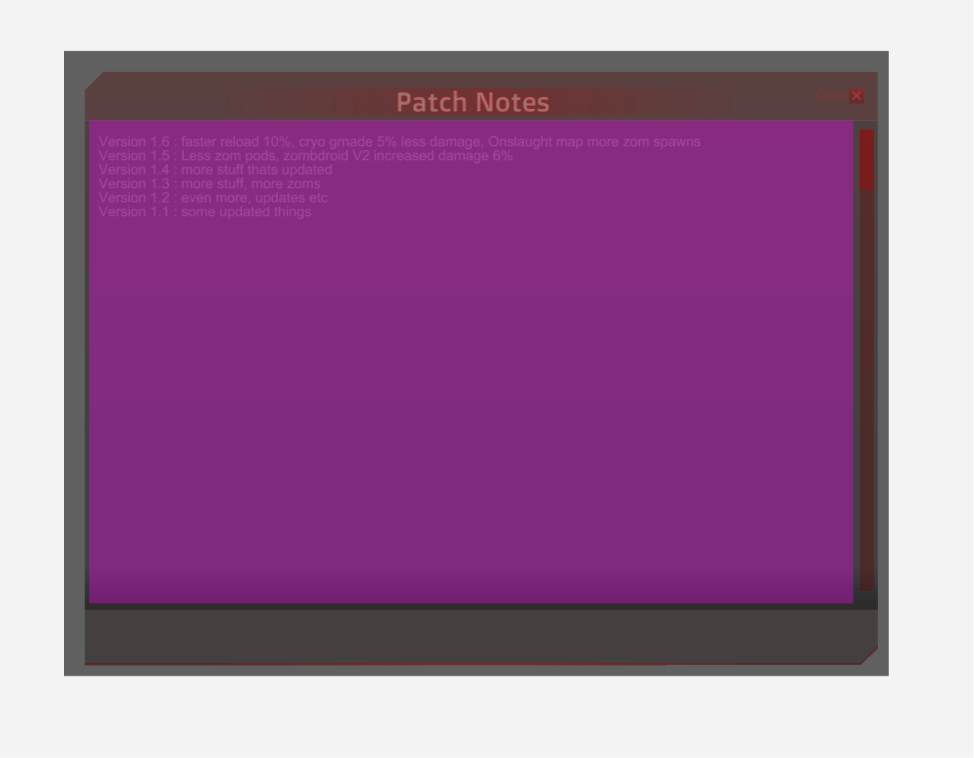 Patch Notes
Version 1.6 : faster reload 10%, cryo grnade 5% less damage, Onslaught map more zom spawns
Version 1.5 : Less zom pods, zombdroid V2 increased damage 6%
Version 1.4 : more stuff thats updated
Version 1.3 : more stuff, more zoms
Version 1.2 : even more, updates etc
Version 1.1 : some updated things